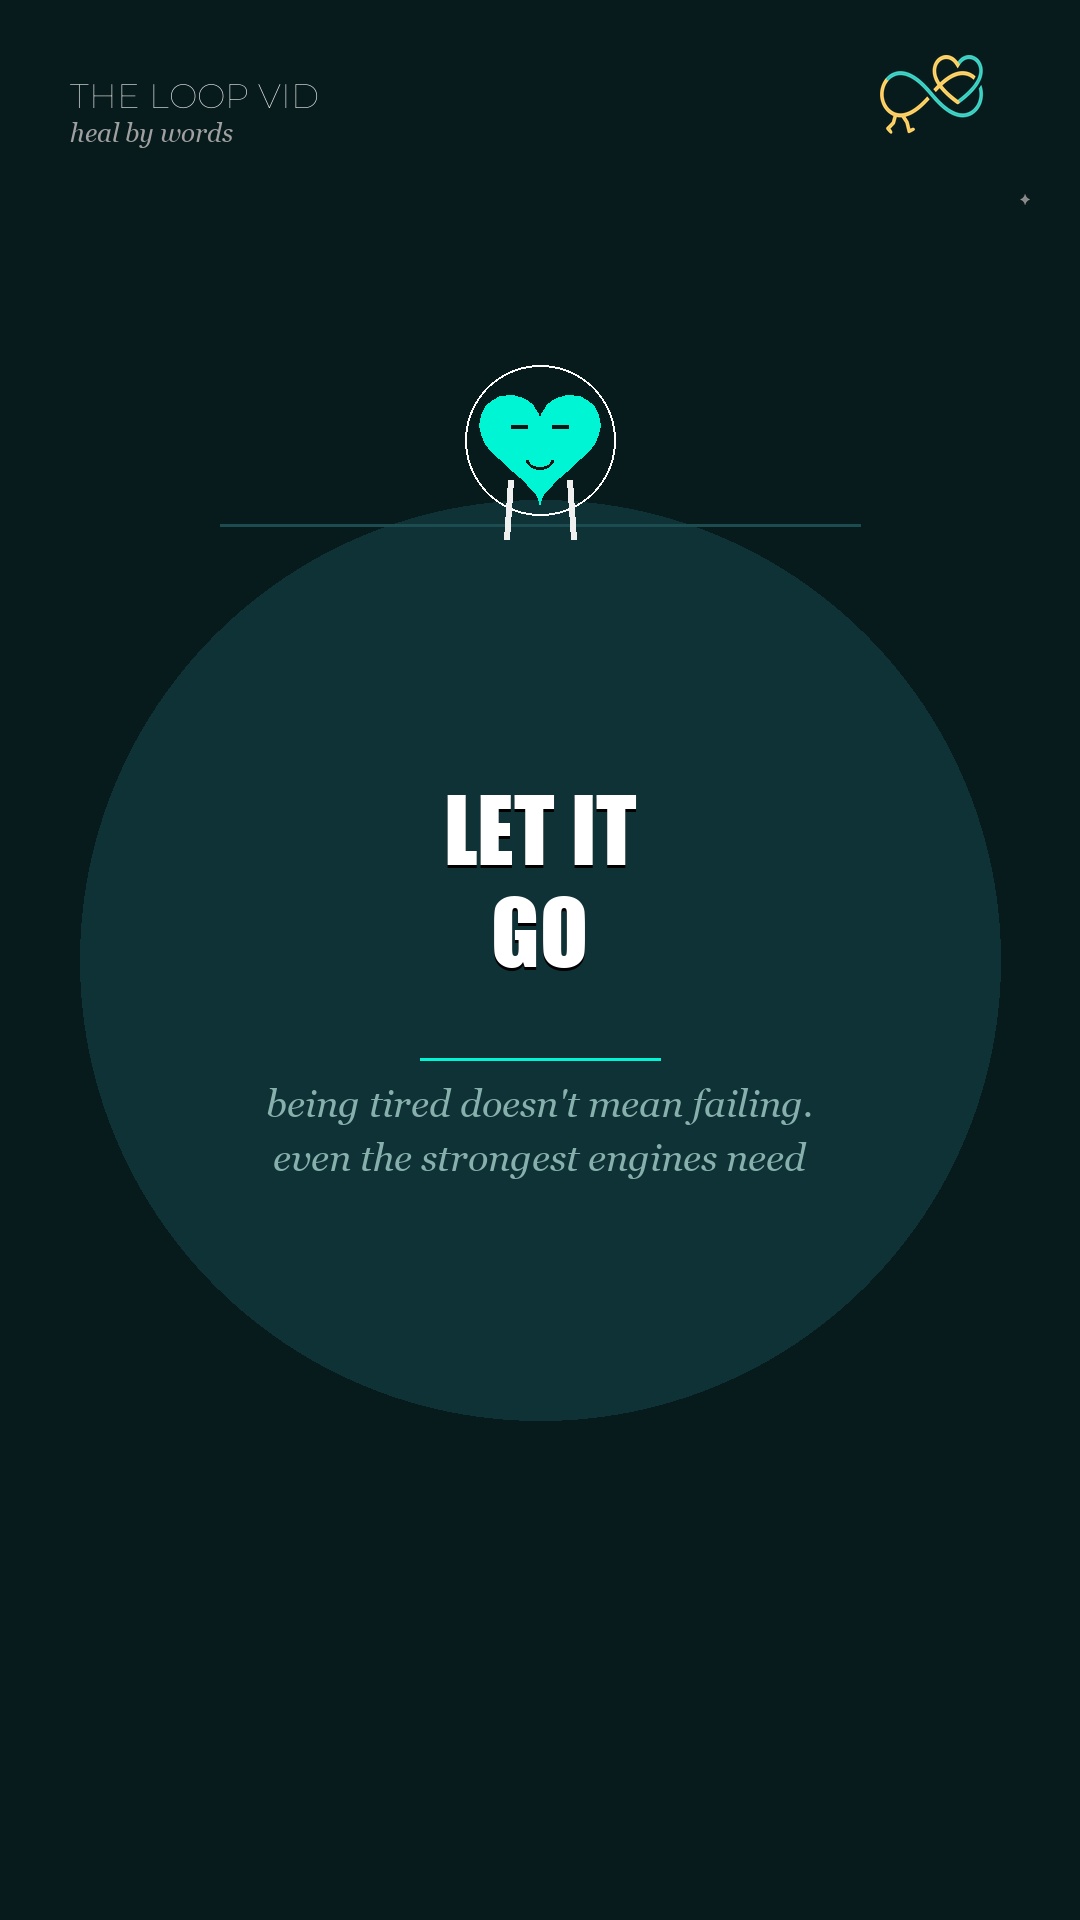 THE LOOP VID
heal by words
LET IT
GO
being tired doesn't mean failing.
even the strongest engines need